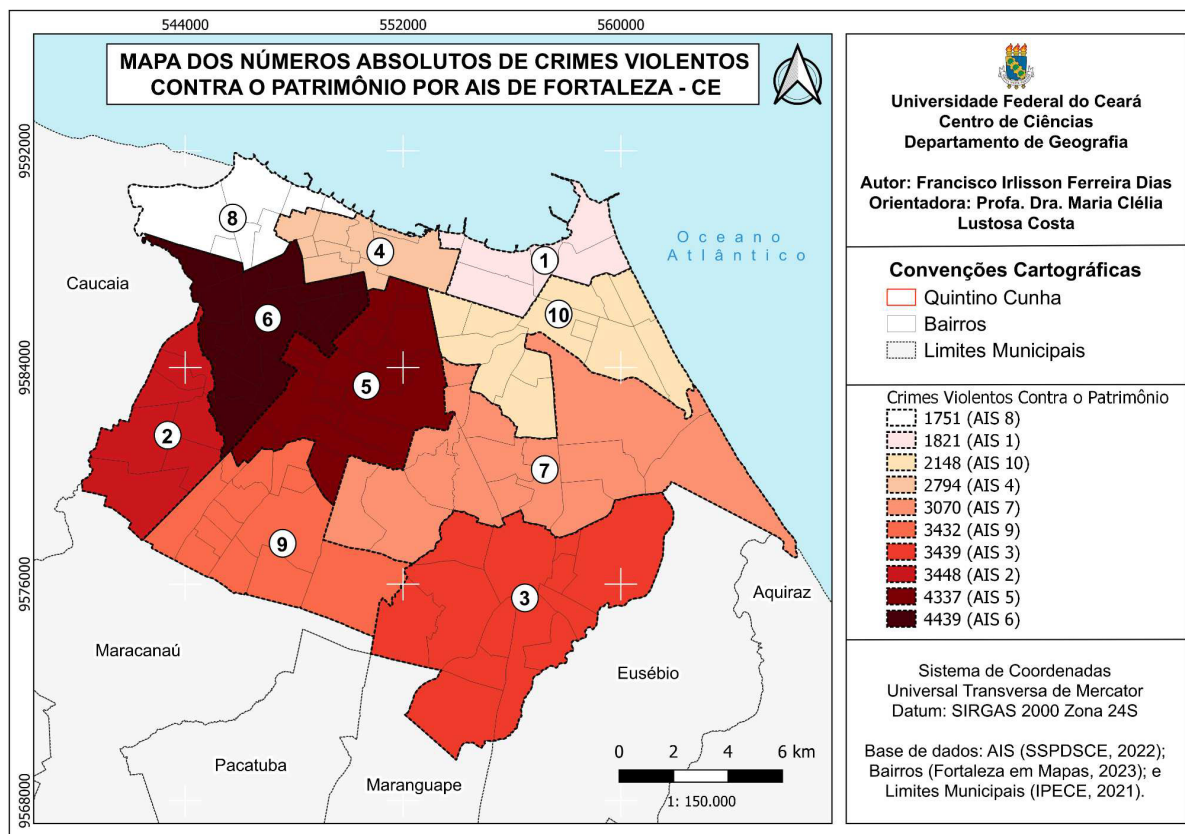 544000
552000
560000
MAPA DOS NÚMEROS ABSOLUTOS DE CRIMES VIOLENTOS
CONTRA O PATRIMÔNIO POR AIS DE FORTALEZA - CE
9592000
9584000
9576000
9568000
Oceano
Atlântico
Caucaia
8
4
1
10
6
5
2
7
9
3
Maracanaú
Pacatuba
Maranguape
Eusébio
Aquiraz
0 2 4 6 km
1: 150.000
Universidade Federal do Ceará
Centro de Ciências
Departamento de Geografia
Autor: Francisco Irlisson Ferreira Dias
Orientadora: Profa. Dra. Maria Clélia
Lustosa Costa
Convenções Cartográficas
Quintino Cunha
Bairros
Limites Municipais
Crimes Violentos Contra o Patrimônio
1751 (AIS 8)
1821 (AIS 1)
2148 (AIS 10)
2794 (AIS 4)
3070 (AIS 7)
3432 (AIS 9)
3439 (AIS 3)
3448 (AIS 2)
4337 (AIS 5)
4439 (AIS 6)
Sistema de Coordenadas
Universal Transversa de Mercator
Datum: SIRGAS 2000 Zona 24S
Base de dados: AIS (SSPDSCE, 2022);
Bairros (Fortaleza em Mapas, 2023); e
Limites Municipais (IPECE, 2021).